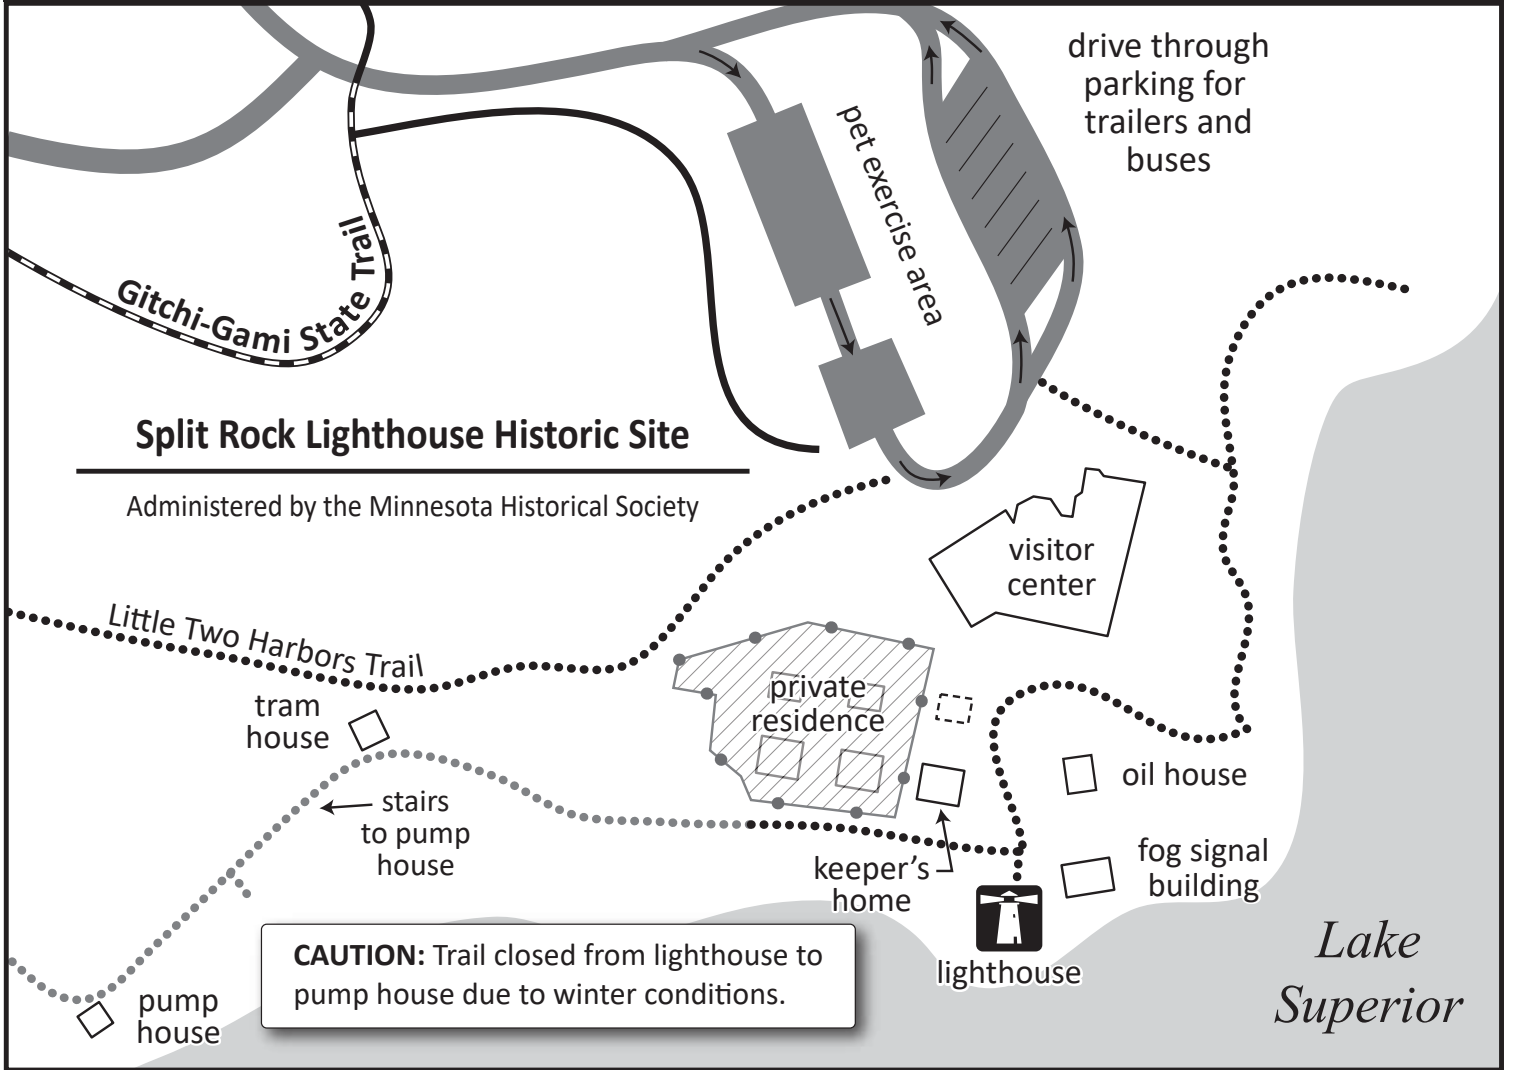 drive through
parking for
trailers and
buses
pet exercise area
Gitchi-Gami State Trail
Split Rock Lighthouse Historic Site
Administered by the Minnesota Historical Society
visitor
center
Little Two Harbors Trail
private
residence
tram
house
oil house
stairs
to pump
house
fog signal
building
keeper’s
home
CAUTION: Trail closed from lighthouse to
pump house due to winter conditions.
lighthouse
Lake
Superior
pump
house